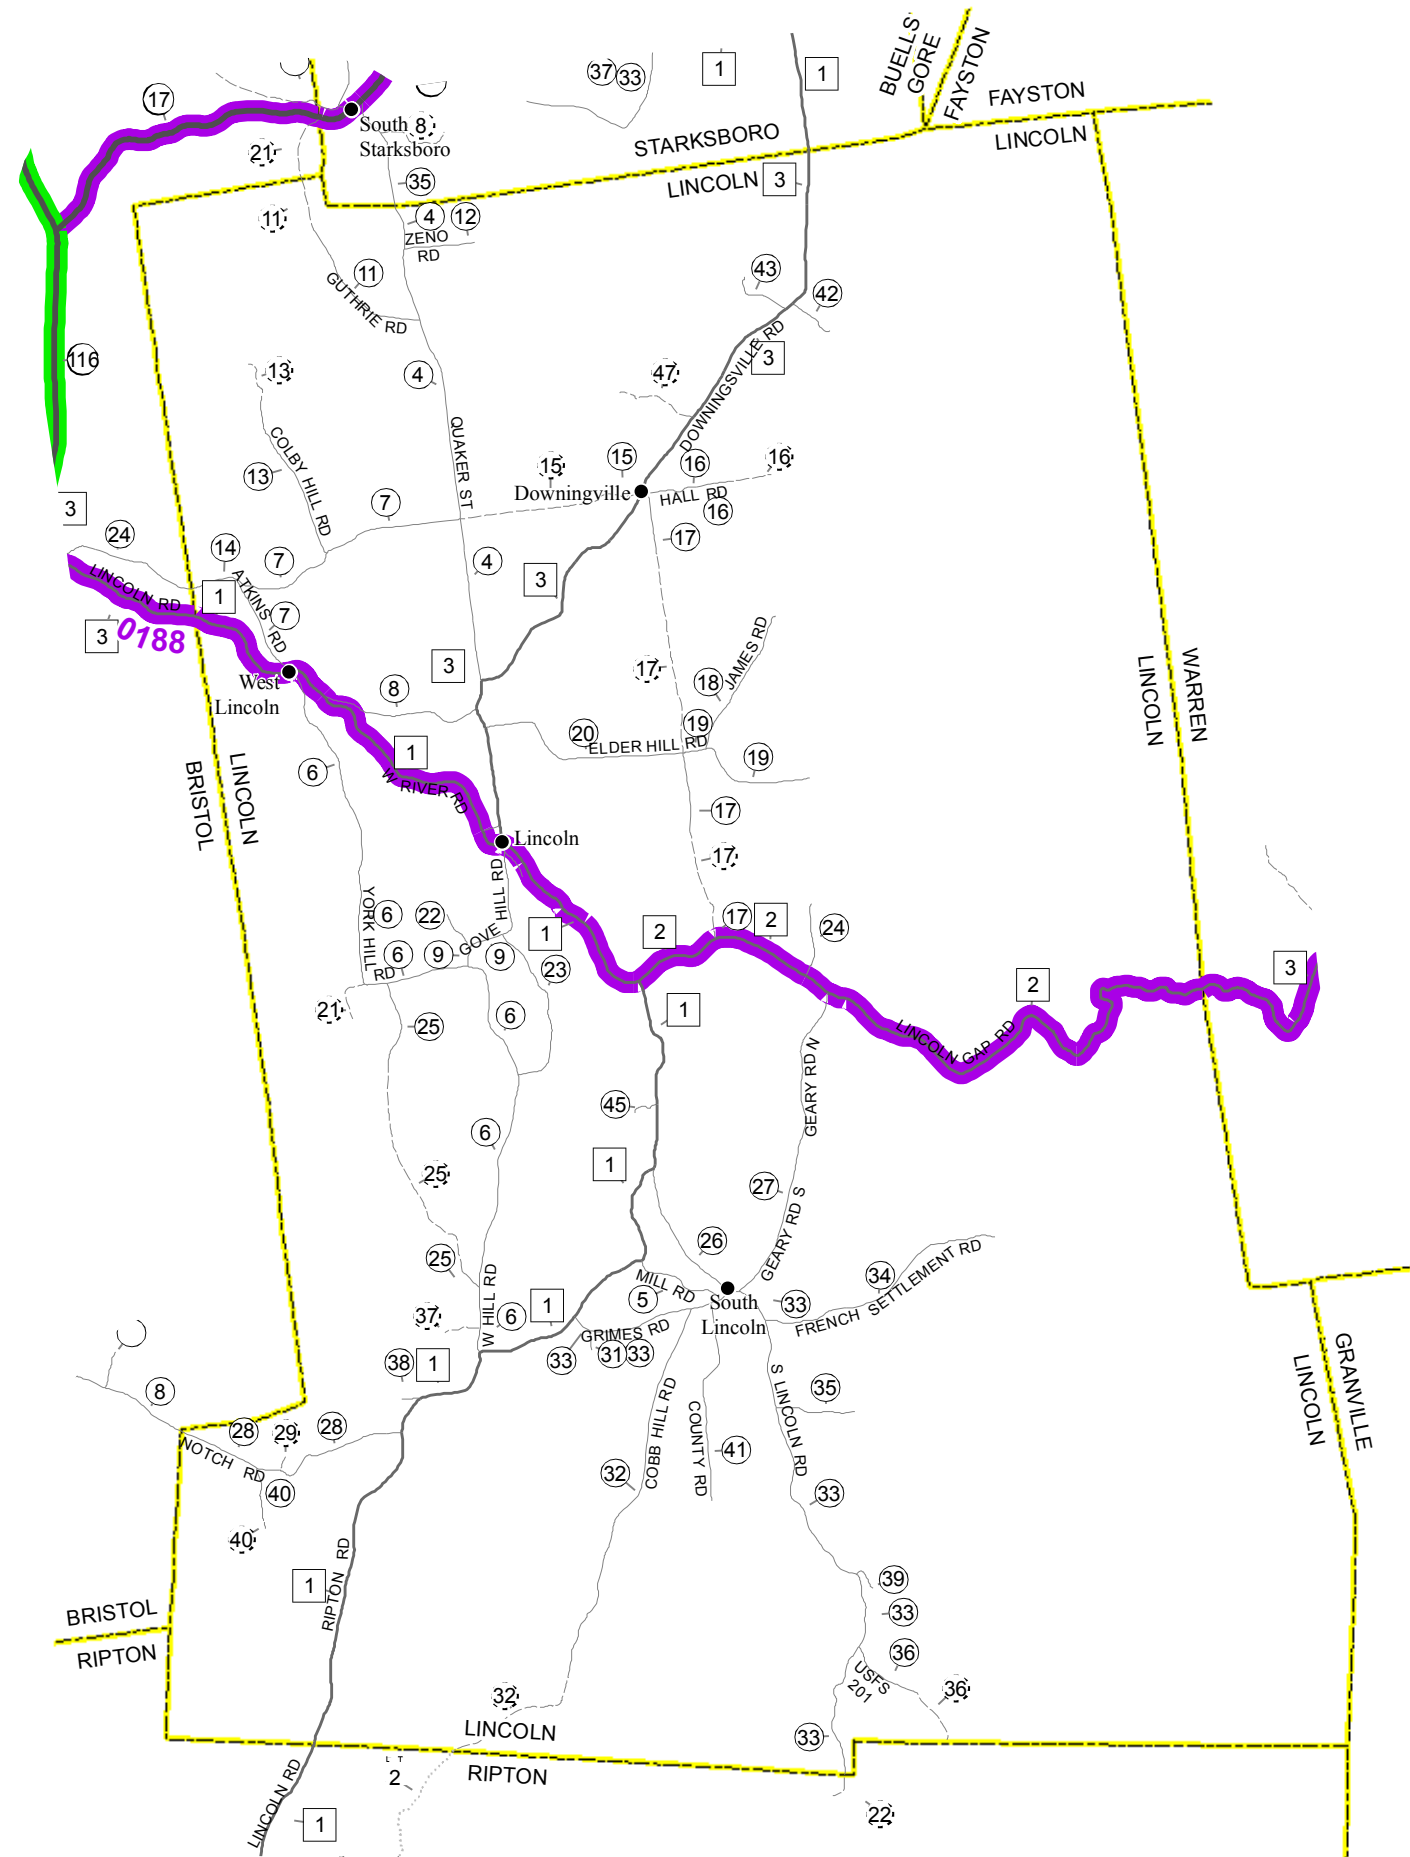 BUELLS
GORE
FAYSTON
FAYSTON
LINCOLN
37
33
1
1
17
8
South
Starksboro
21
STARKSBORO
LINCOLN
3
35
11
4
12
ZENO
RD
11
GUTHRIE RD
43
42
116
13
4
47
DOWNINGSVILLE RD
3
COLBY HILL RD
QUAKER ST
13
15
15
16
16
Downingville
HALL RD
16
7
3
24
14
7
17
4
3
LINCOLN RD
1
ATKINS RD
7
3
0188
3
West
Lincoln
8
17
18
JAMES RD
19
20
ELDER HILL RD
19
LINCOLN
WARREN
1
6
W RIVER RD
BRISTOL
LINCOLN
17
Lincoln
17
YORK HILL
RD
6
22
GOVE HILL RD
6
9
9
1
2
17
2
24
23
3
21
25
6
1
2
LINCOLN GAP RD
GEARY RD N
45
6
1
25
27
GEARY RD S
26
25
MILL RD
5
South
Lincoln
33
34
FRENCH SETTLEMENT RD
37
W HILL RD
6
1
GRIMES RD
33
31
33
38
1
8
28
29
28
NOTCH RD
40
40
COBB HILL RD
COUNTY RD
S LINCOLN RD
35
41
32
33
GRANVILLE
LINCOLN
1
RIPTON RD
39
33
36
USFS
201
36
BRISTOL
RIPTON
32
LINCOLN
RIPTON
33
L T
2
22
LINCOLN RD
1